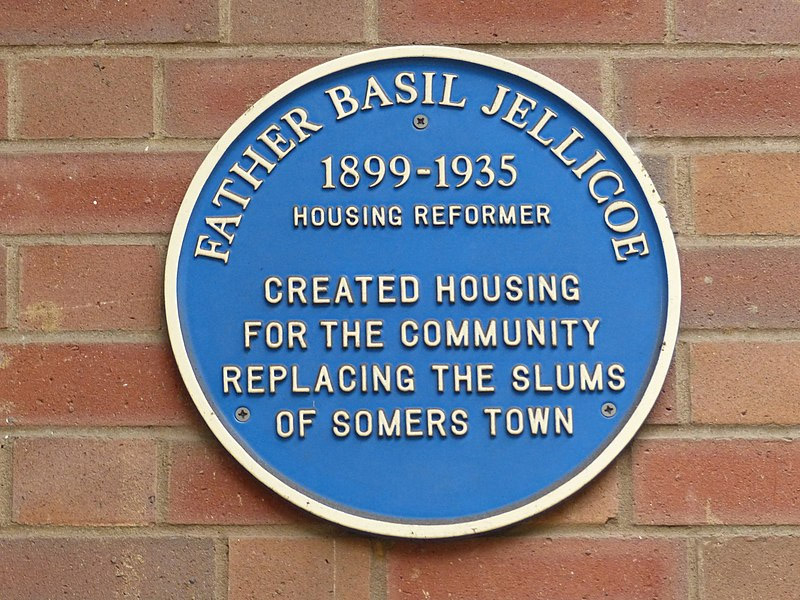 FATHER BASIL JELLICOE
1899-1935
HOUSING REFORMER
CREATED HOUSING
FOR THE COMMUNITY
REPLACING THE SLUMS
OF SOMERS TOWN